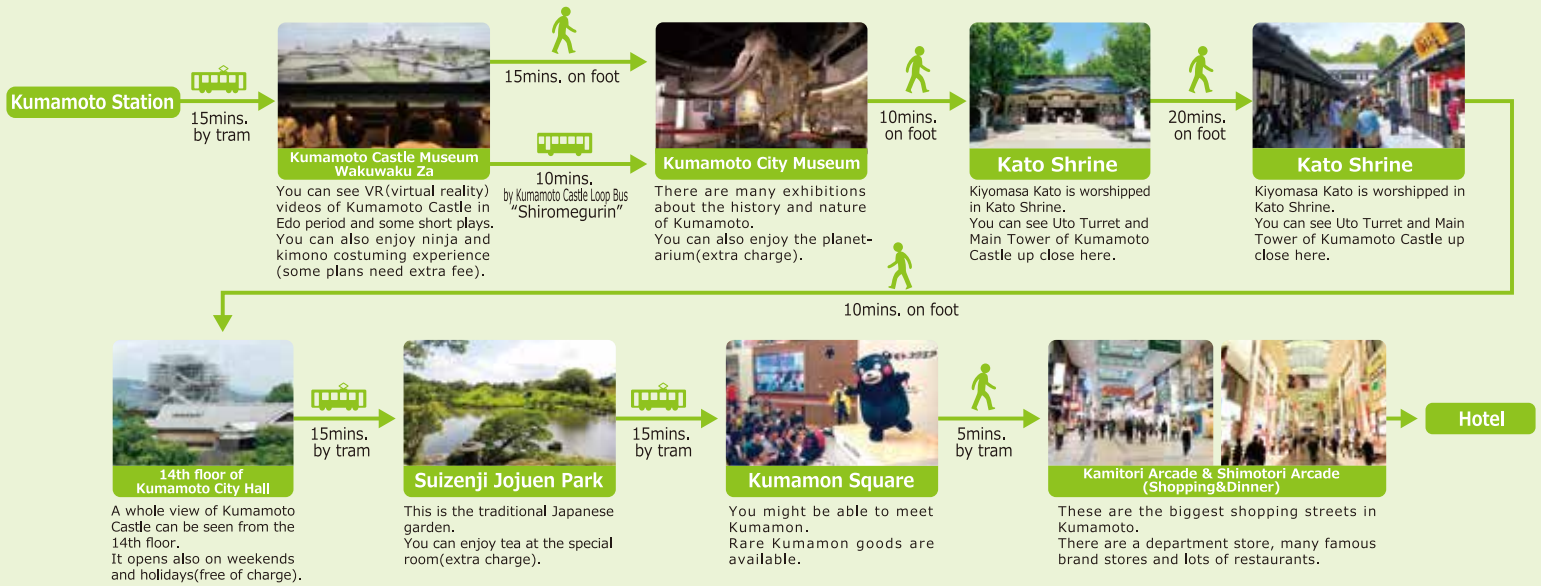 Kumamoto Station
15mins.
by tram
Kumamoto Castle Museum
Wakuwaku Za
You can see VR(virtual reality)
videos of Kumamoto Castle in
Edo period and some short plays.
You can also enjoy ninja and
kimono costuming experience
(some plans need extra fee).
15mins. on foot
10mins.
by Kumamoto Castle Loop Bus
"Shiromegurin"
Kumamoto City Museum
There are many exhibitions
about the history and nature
of Kumamoto.
You can also enjoy the planet-
arium(extra charge).
10mins.
on foot
Kato Shrine
Kiyomasa Kato is worshipped
in Kato Shrine.
You can see Uto Turret and
Main Tower of Kumamoto
Castle up close here.
20mins.
on foot
Kato Shrine
Kiyomasa Kato is worshipped in
Kato Shrine.
You can see Uto Turret and Main
Tower of Kumamoto Castle up
close here.
10mins. on foot
14th floor of
Kumamoto City Hall
A whole view of Kumamoto
Castle can be seen from the
14th floor.
It opens also on weekends
and holidays(free of charge).
15mins.
by tram
Suizenji Jojuen Park
This is the traditional Japanese
garden.
You can enjoy tea at the special
room(extra charge).
15mins.
by tram
Kumamon Square
You might be able to meet
Kumamon.
Rare Kumamon goods are
available.
5mins.
by tram
Kamitori Arcade & Shimotori Arcade
(Shopping&Dinner)
These are the biggest shopping streets in
Kumamoto.
There are a department store, many famous
brand stores and lots of restaurants.
Hotel